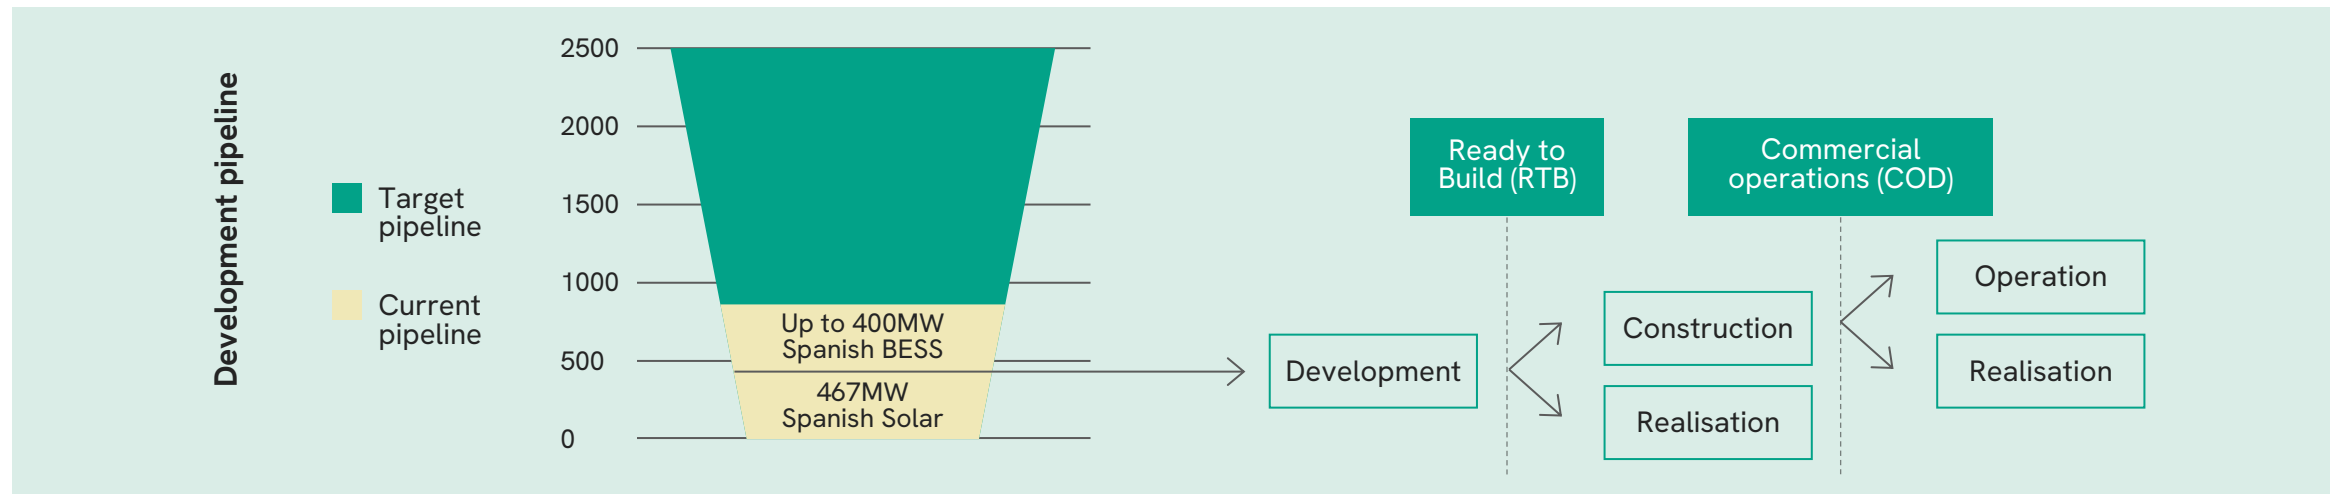 Development pipeline
Target
pipeline
Current
pipeline
2500
2000
1500
1000
500
0
Up to 400MW
Spanish BESS
467MW
Spanish Solar
Development
Ready to
Build (RTB)
Construction
Realisation
Commercial
operations (COD)
Operation
Realisation